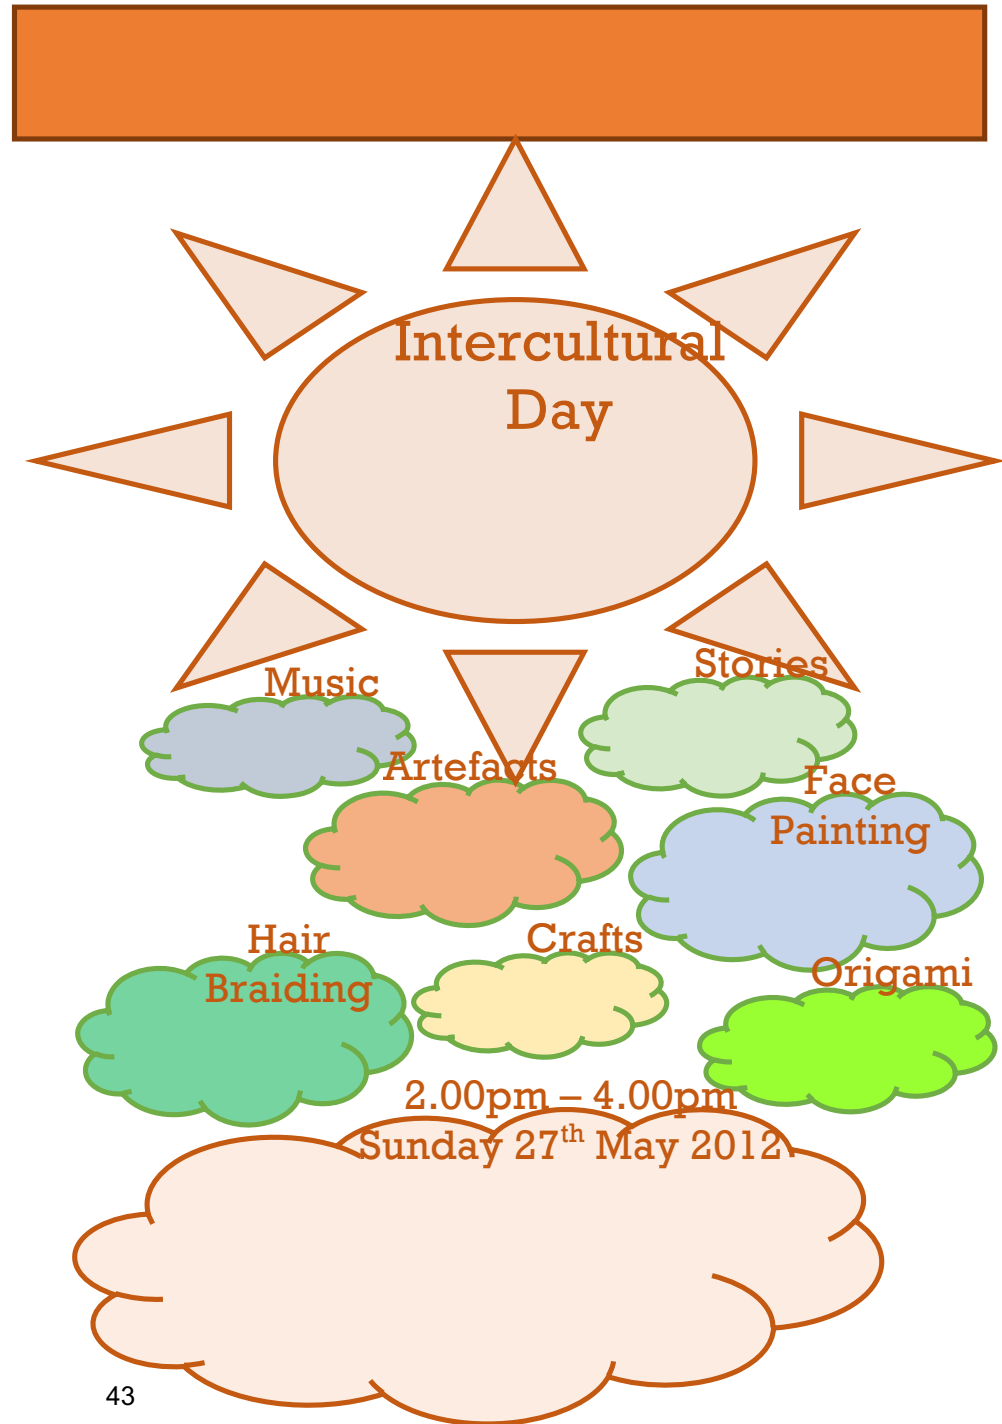 Intercultural
Day
Music
Stories
Artefacts
Face
Painting
Hair
Braiding
Crafts
Origami
2.00pm – 4.00pm
Sunday 27th May 2012
43